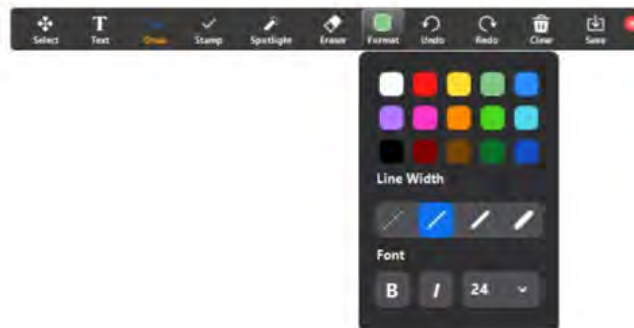 Select Text Draw Stamp Spotlight Eraser Format Undo Redo Clear Save
Line Width
Font
B I 24